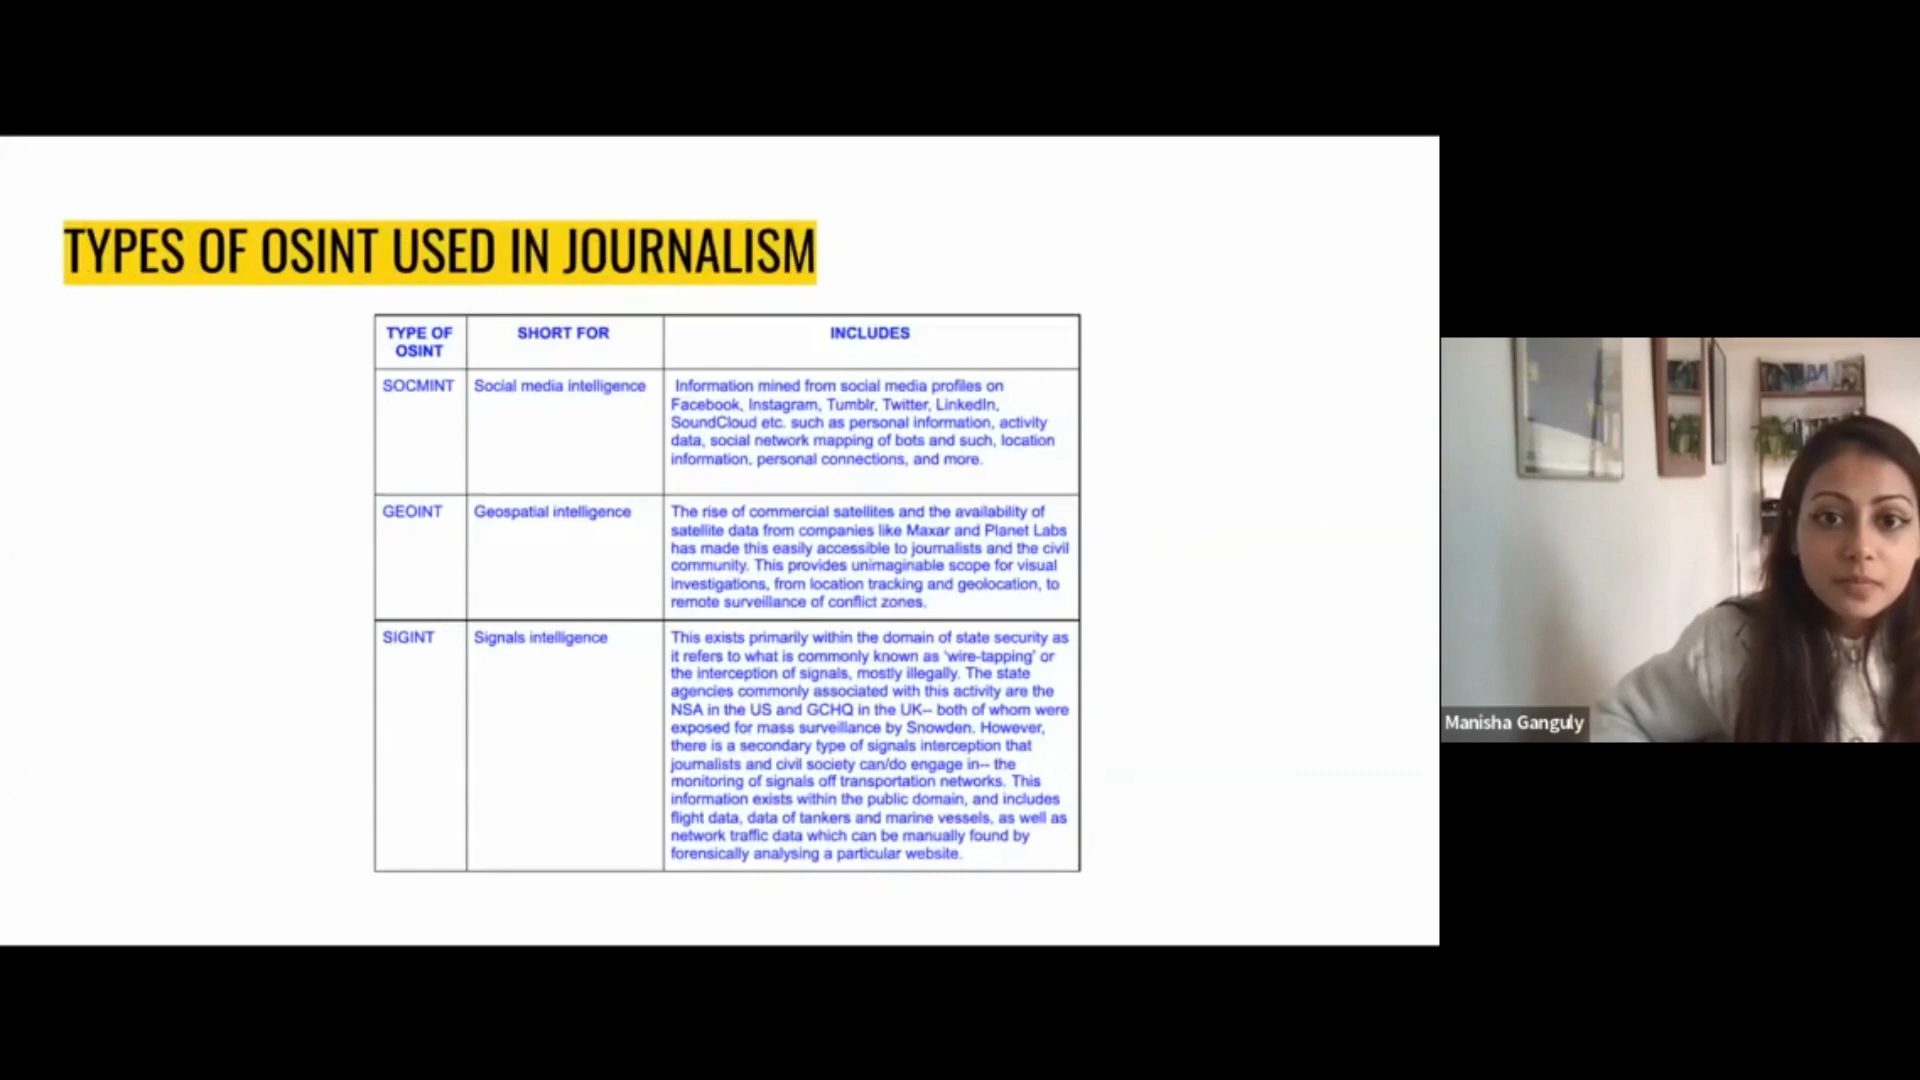 TYPES OF OSINT USED IN JOURNALISM
TYPE OF
OSINT
SHORT FOR
INCLUDES
SOCMINT
Social media intelligence
Information mined from social media profiles on
Facebook, Instagram, Tumblr, Twitter, LinkedIn,
SoundCloud etc. such as personal information, activity
data, social network mapping of bots and such, location
information, personal connections, and more.
GEOINT
Geospatial intelligence
The rise of commercial satellites and the availability of
satellite data from companies like Maxar and Planet Labs
has made this easily accessible to journalists and the civil
community. This provides unimaginable scope for visual
investigations, from location tracking and geolocation, to
remote surveillance of conflict zones.
SIGINT
Signals intelligence
This exists primarily within the domain of state security as
it refers to what is commonly known as 'wire-tapping' or
the interception of signals, mostly illegally. The state
agencies commonly associated with this activity are the
NSA in the US and GCHQ in the UK-- both of whom were
exposed for mass surveillance by Snowden. However,
there is a secondary type of signals interception that
journalists and civil society can/do engage in-- the
monitoring of signals off transportation networks. This
information exists within the public domain, and includes
flight data, data of tankers and marine vessels, as well as
network traffic data which can be manually found by
forensically analysing a particular website.
Manisha Ganguly